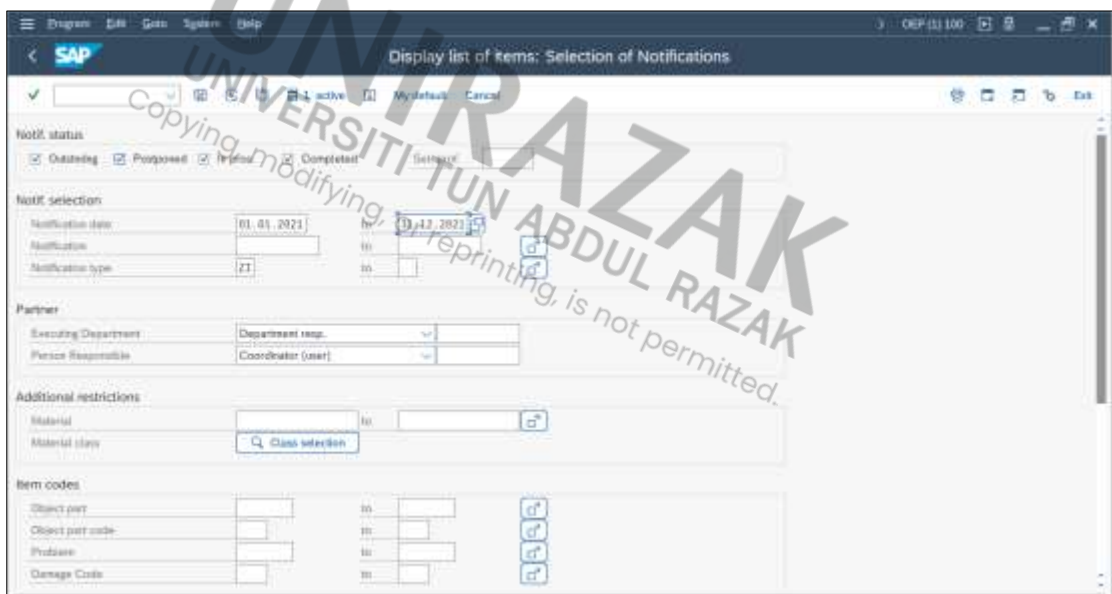 Program Edit Goto System Help OEP (1) 100
SAP Display list of items: Selection of Notifications
1 active My defaults Cancel Exit
Notif. status
Outstding Postponed Completed
Notif. selection
Notification date 01.01.2021 to 31.12.2021
Notification to
Notification type ZI to
Partner
Executing Department Department resp.
Person Responsible Coordinator (user)
Additional restrictions
Material to
Material class Class selection
Item codes
Object part to
Object part code to
Problem to
Damage Code to
UNIRAZAK
UNIVERSITI TUN ABDUL RAZAK
Copying, modifying, reprinting, is not permitted.